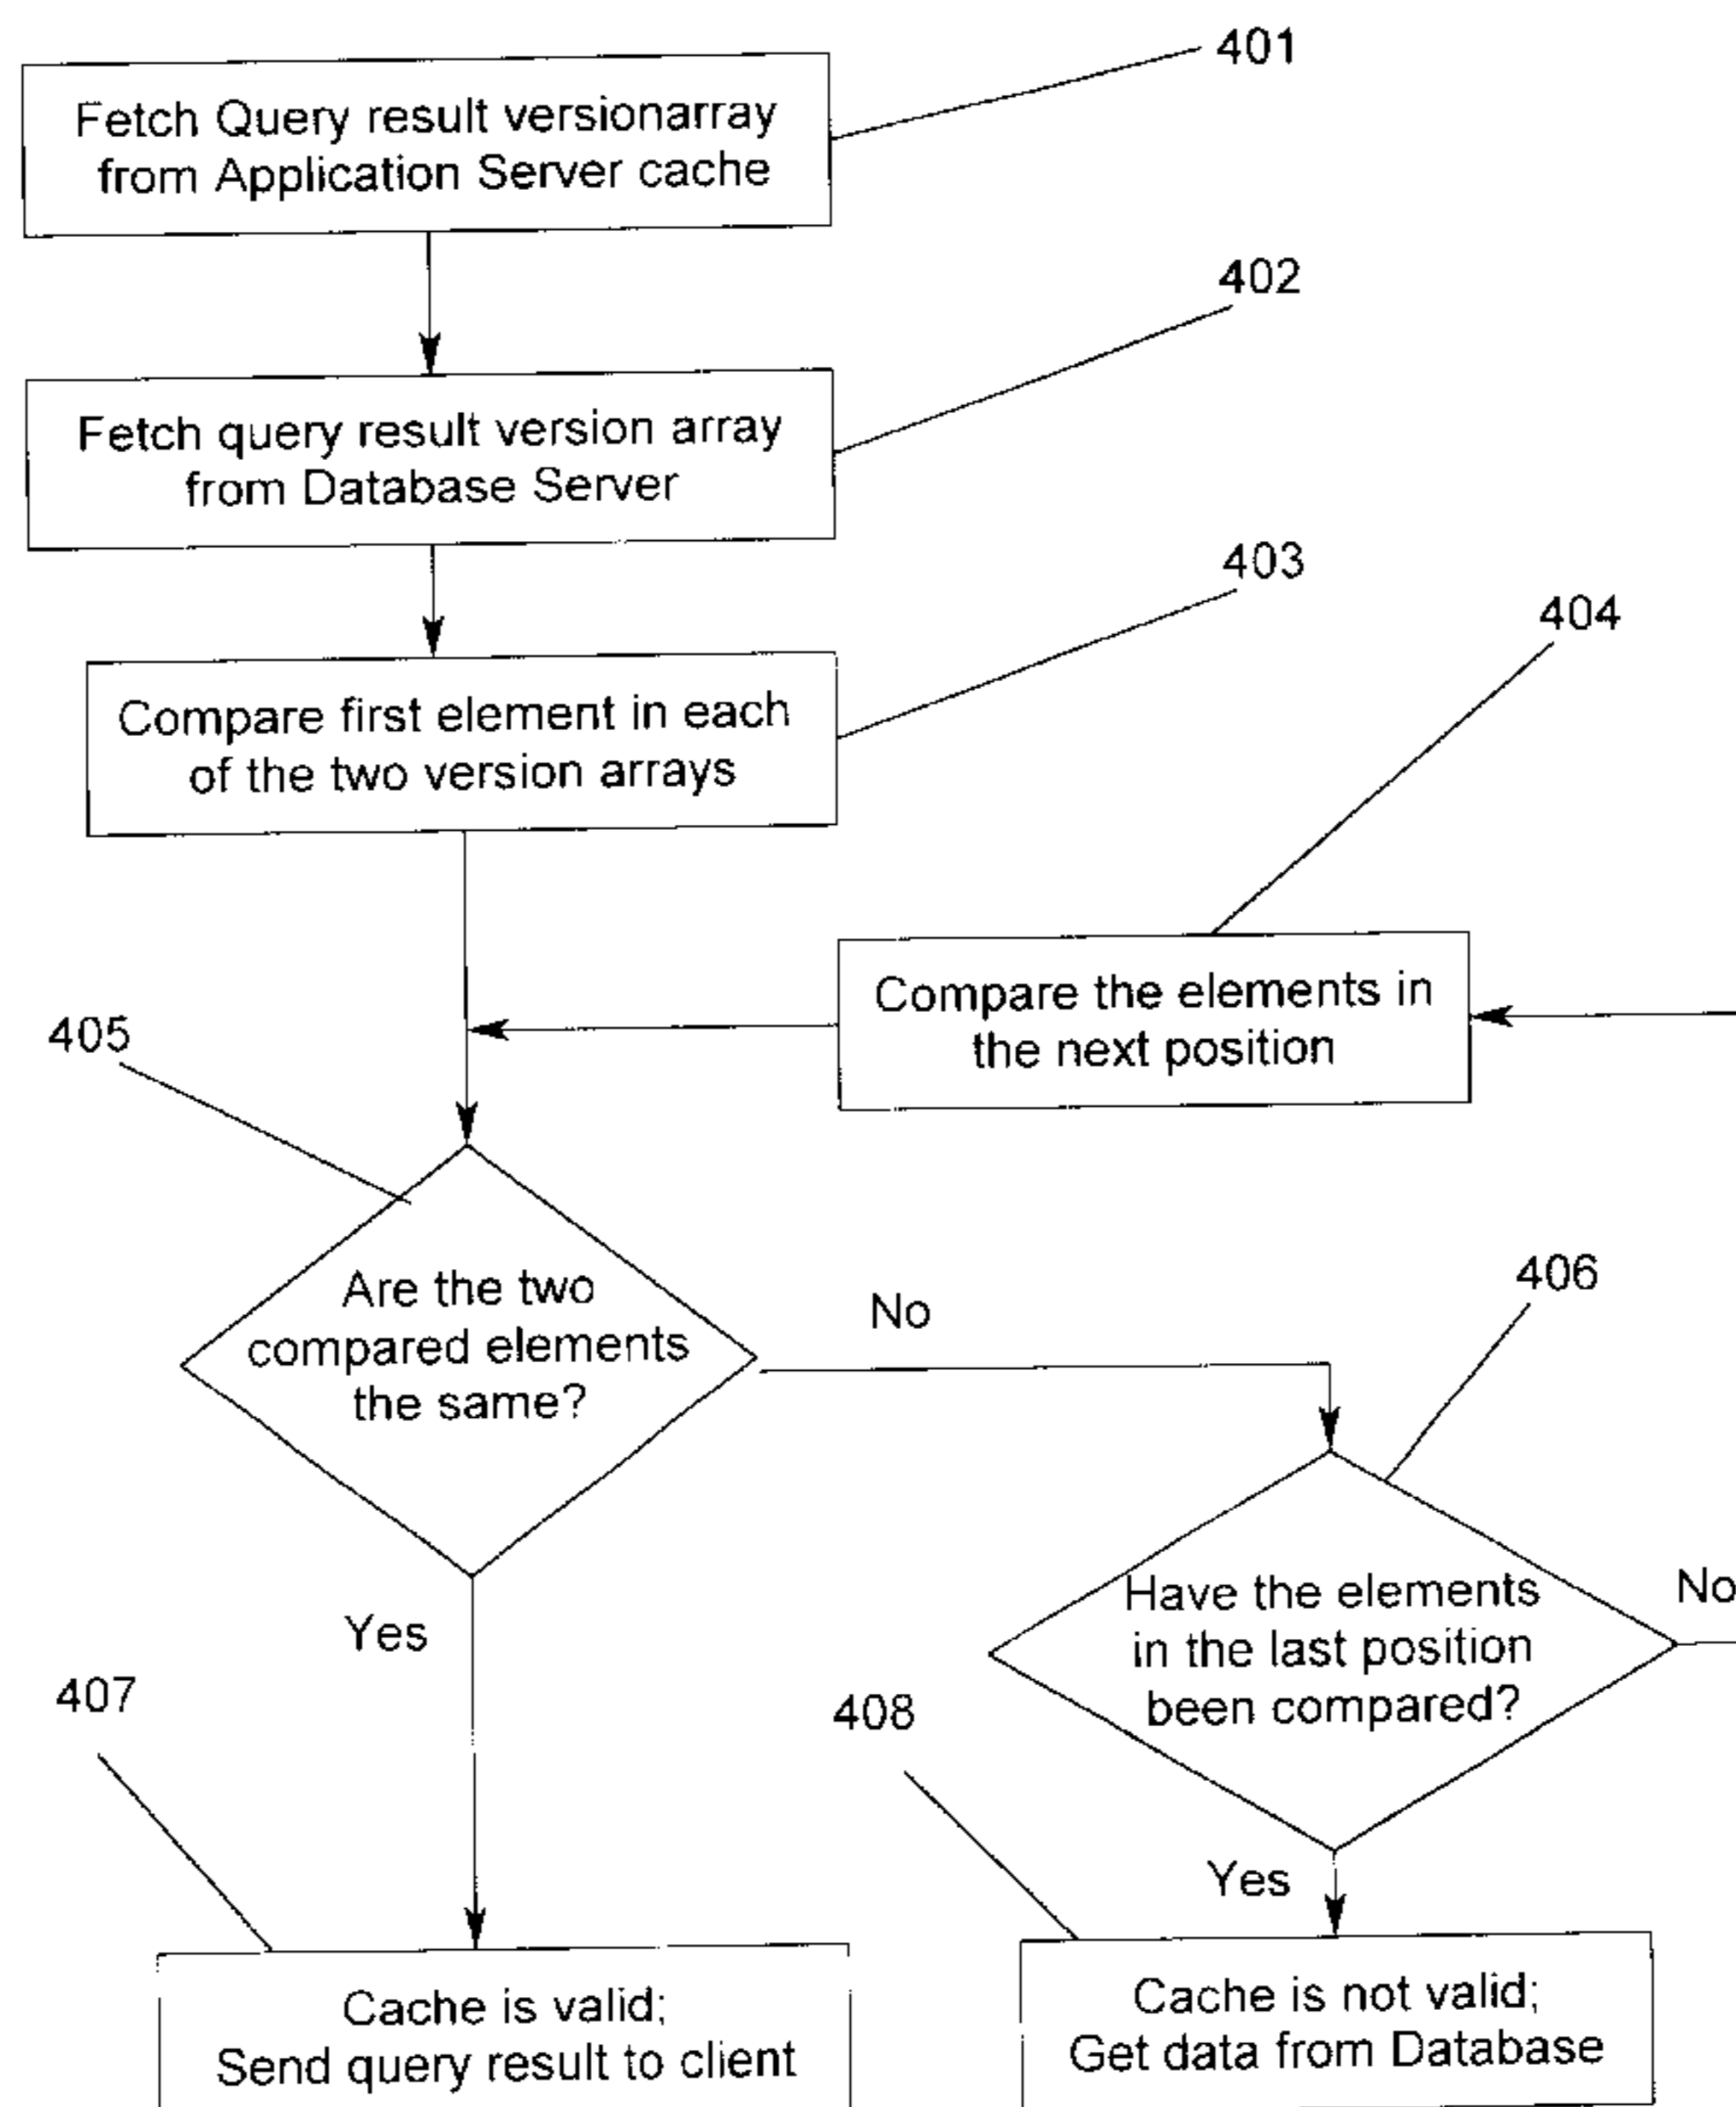 401
Fetch Query result versionarray
from Application Server cache
402
Fetch query result version array
from Database Server
403
404
Compare first element in each
of the two version arrays
Compare the elements in
the next position
405
406
Are the two
compared elements
the same?
No
Have the elements
in the last position
been compared?
No
Yes
407
408
Yes
Cache is valid;
Send query result to client
Cache is not valid;
Get data from Database